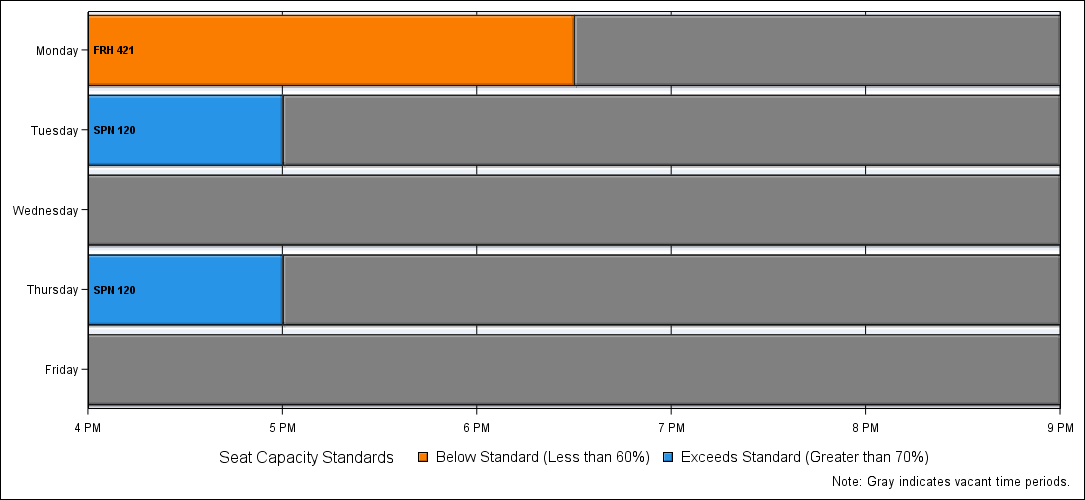 Monday
FRH 421
Tuesday
SPN 120
Wednesday
Thursday
SPN 120
Friday
4 PM 5 PM 6 PM 7 PM 8 PM 9 PM
Seat Capacity Standards Below Standard (Less than 60%) Exceeds Standard (Greater than 70%)
Note: Gray indicates vacant time periods.